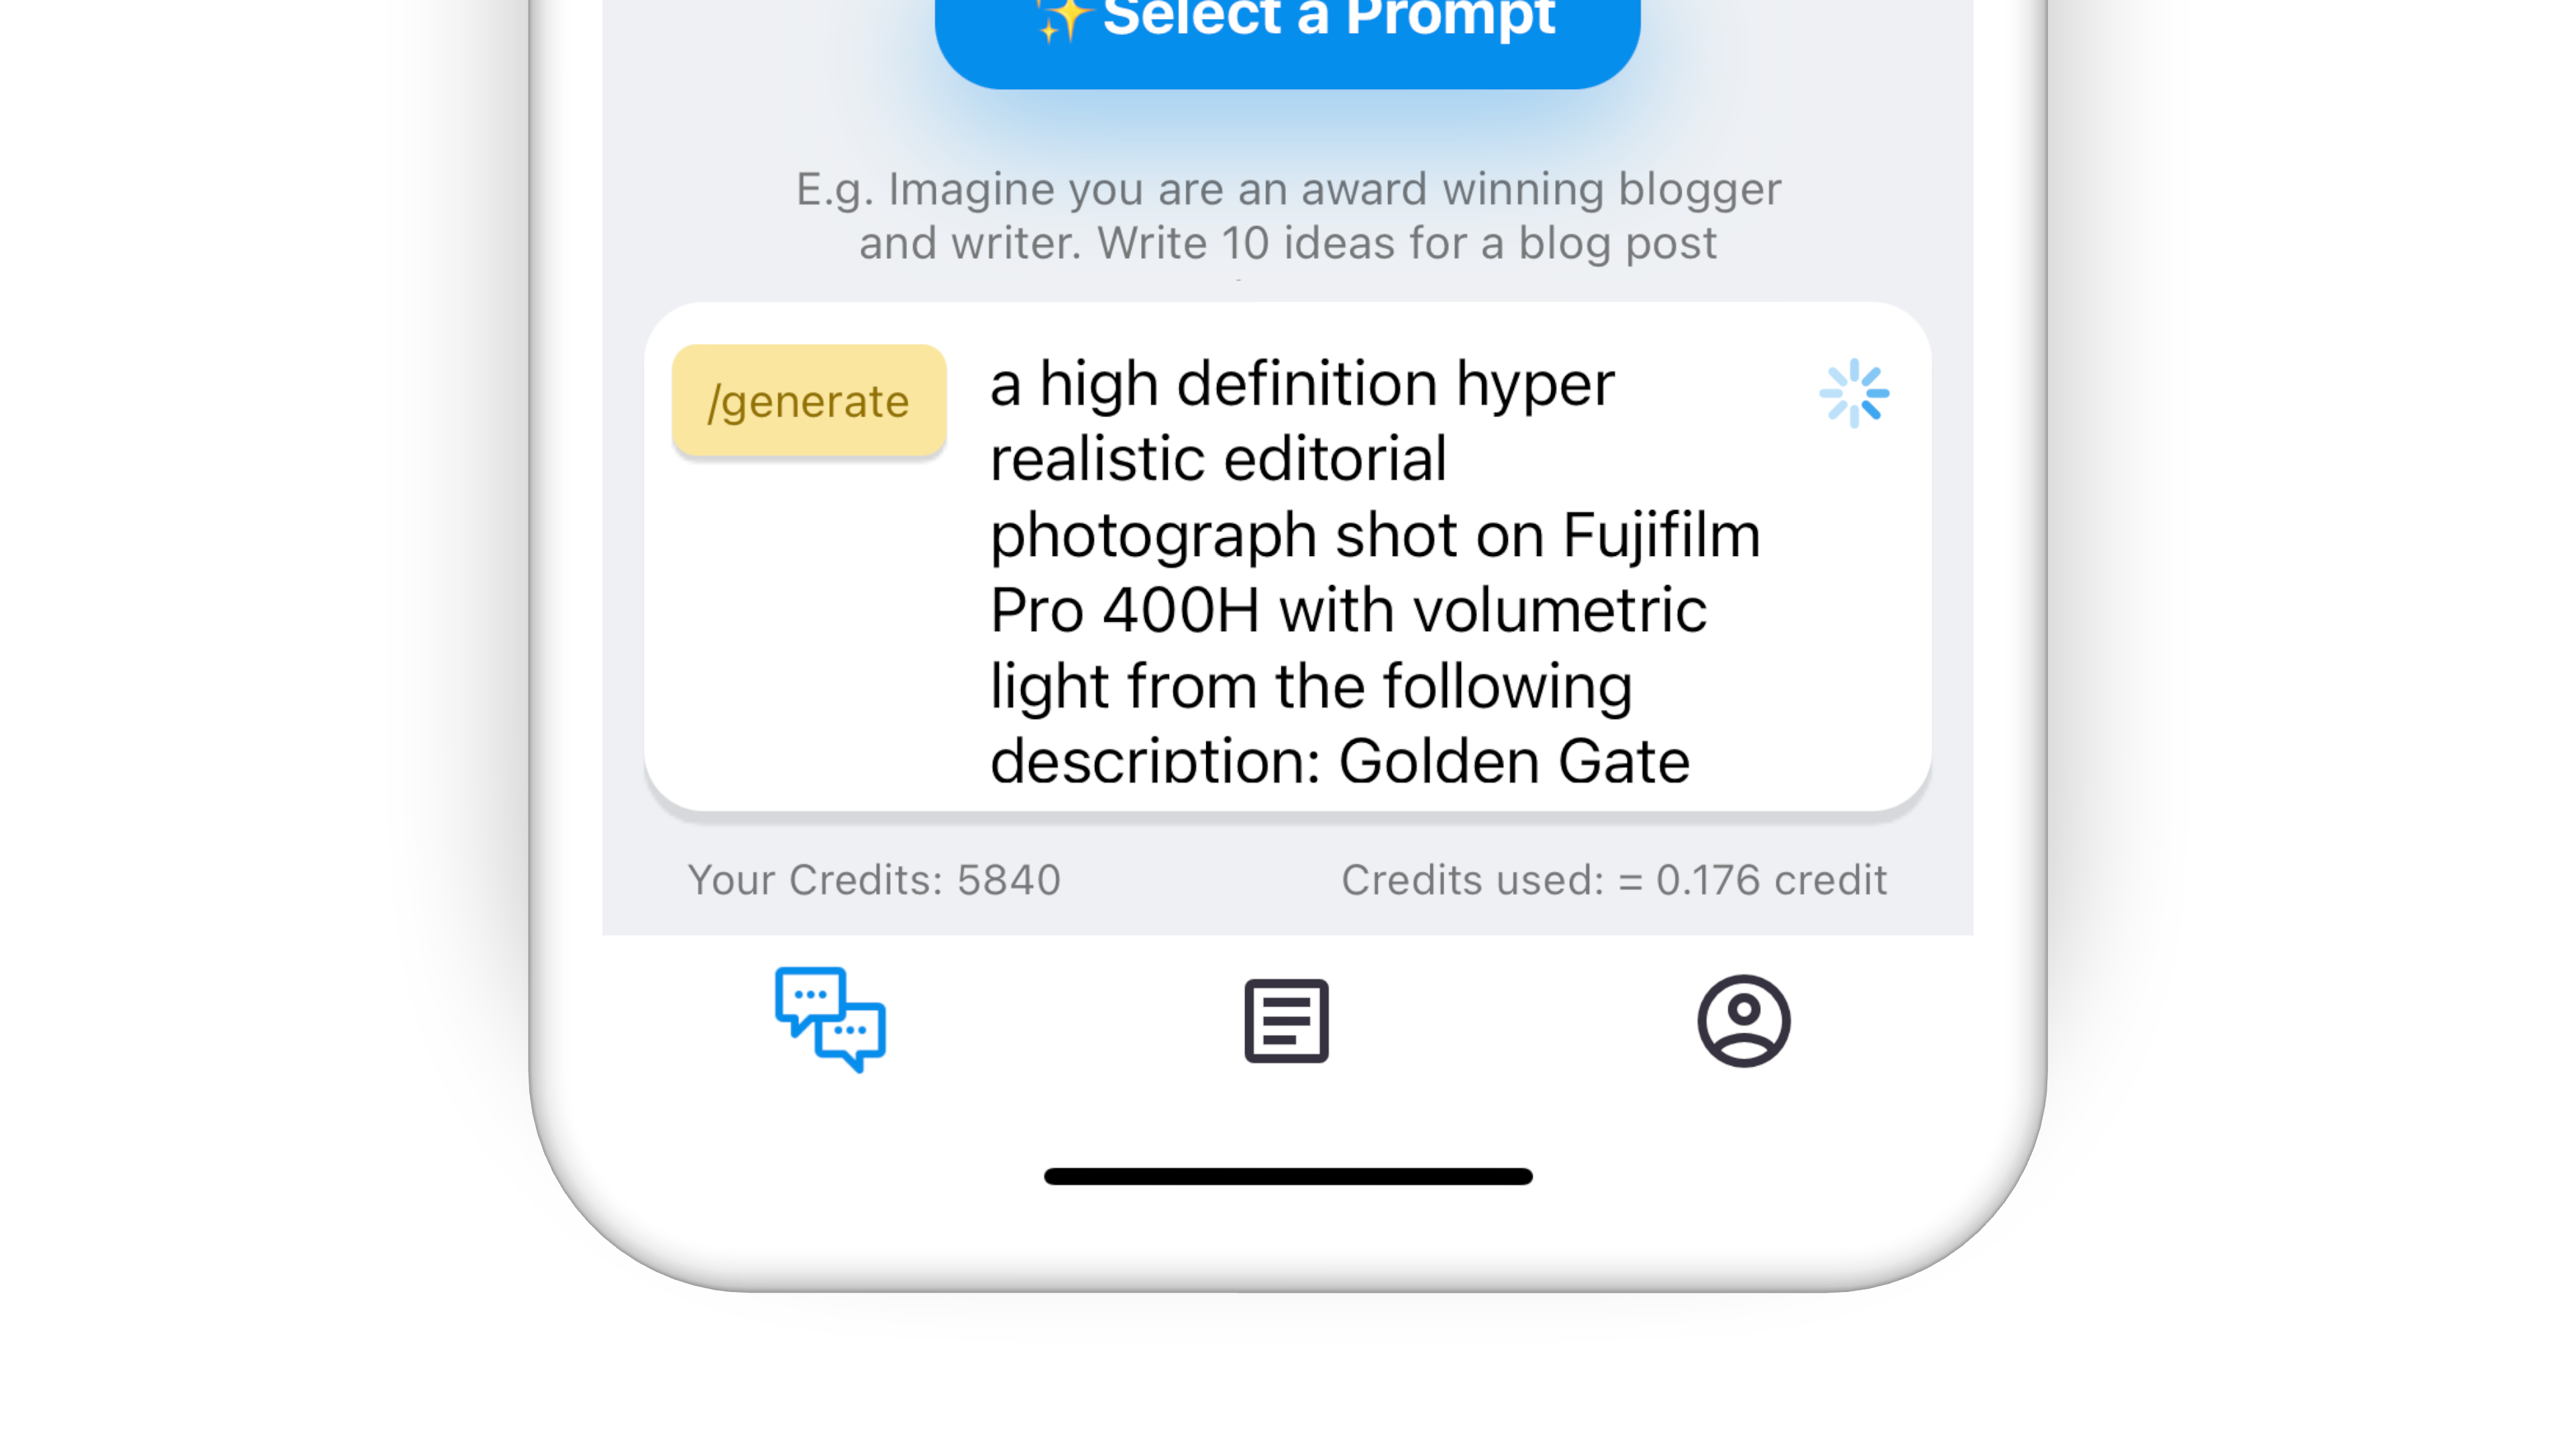 ✨Select a Prompt
E.g. Imagine you are an award winning blogger
and writer. Write 10 ideas for a blog post
/generate
a high definition hyper
realistic editorial
photograph shot on Fujifilm
Pro 400H with volumetric
light from the following
description: Golden Gate
Your Credits: 5840
Credits used: = 0.176 credit